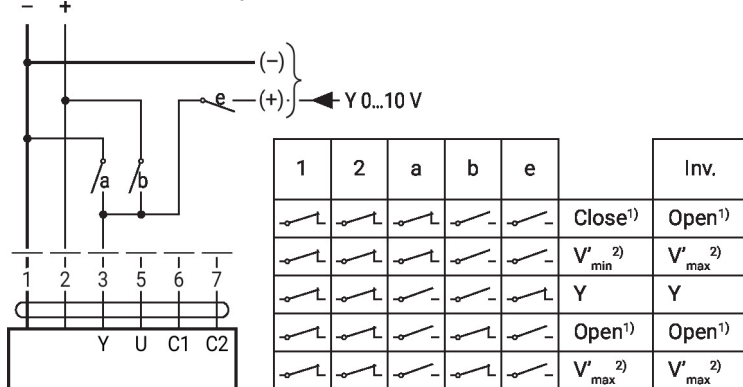 − +
(−)
e (+) Y 0...10 V
a b
1 2 3 5 6 7
Y U C1 C2
1 2 a b e Inv.
Close¹⁾ Open¹⁾
V'min²⁾ V'max²⁾
Y Y
Open¹⁾ Open¹⁾
V'max²⁾ V'max²⁾